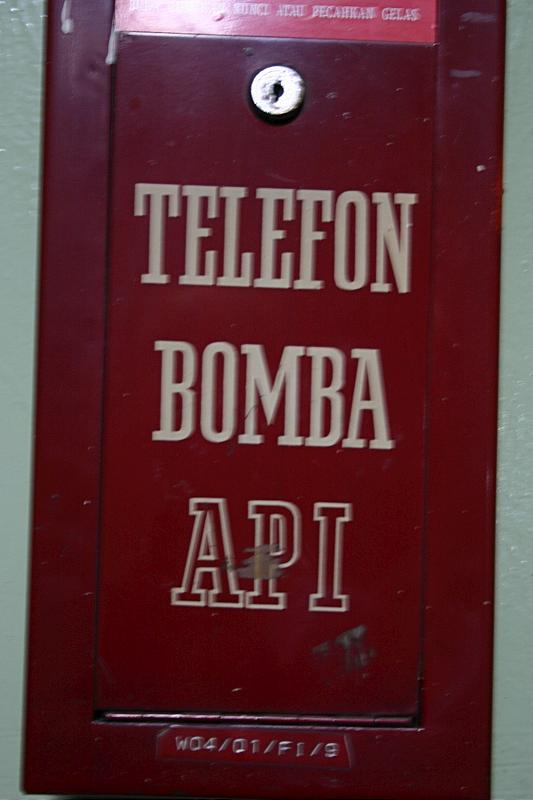 KUNCI ATAU PECAHKAN GELAS
TELEFON
BOMBA
API
W04/01/F1/9